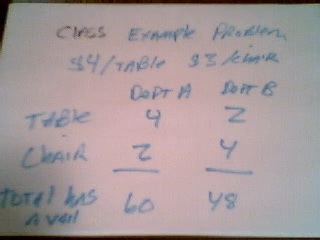 CLASS EXAMPLE PROBLEM
$4/TABLE $3/CHAIR
DEPT A DEPT B
TABLE 4 2
CHAIR 2 4
TOTAL HRS 60 48
AVAIL